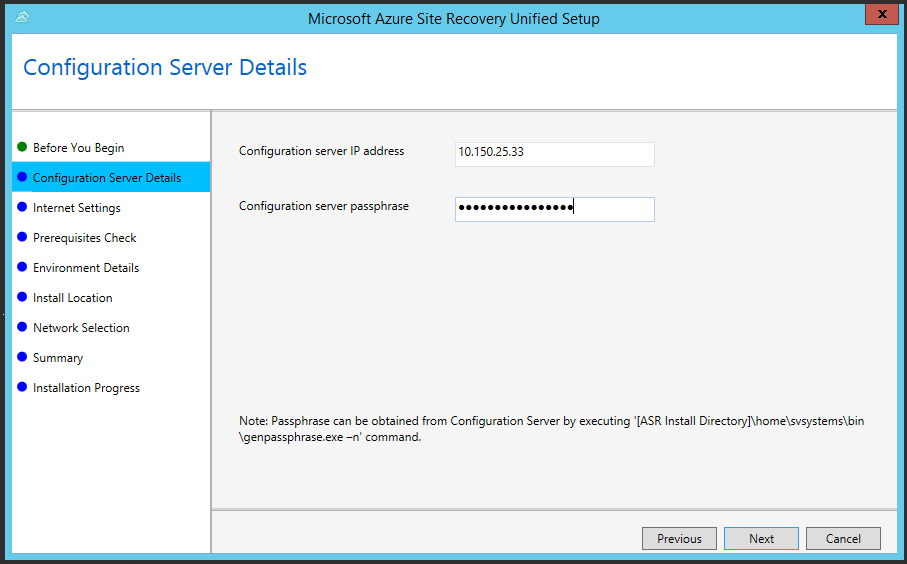 Microsoft Azure Site Recovery Unified Setup
x
Configuration Server Details
Before You Begin
Configuration Server Details
Internet Settings
Prerequisites Check
Environment Details
Install Location
Network Selection
Summary
Installation Progress
Configuration server IP address
10.150.25.33
Configuration server passphrase
●●●●●●●●●●●●●●●●
Note: Passphrase can be obtained from Configuration Server by executing '[ASR Install Directory]\home\svsystems\bin
\genpassphrase.exe –n' command.
Previous
Next
Cancel